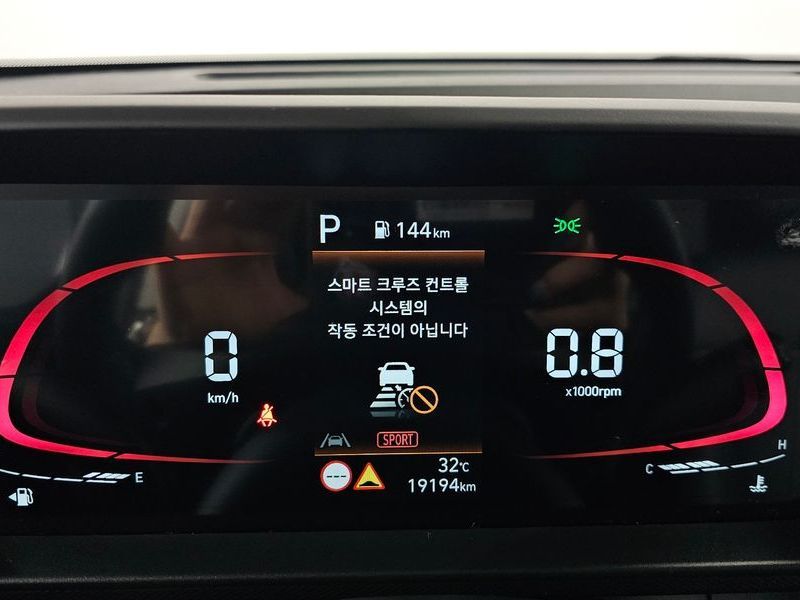 P 144km
스마트 크루즈 컨트롤
시스템의
작동 조건이 아닙니다
0
km/h
0.8
x1000rpm
SPORT
E
C
H
32℃
19194km